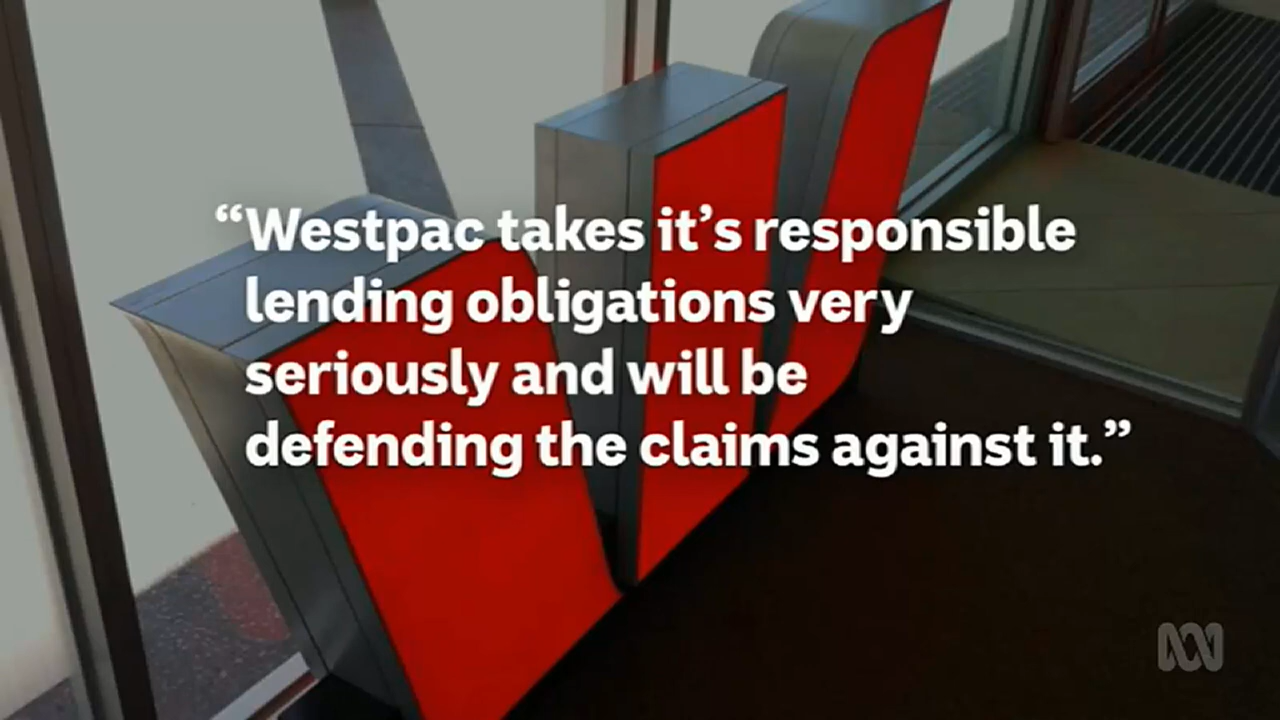 “Westpac takes it’s responsible
lending obligations very
seriously and will be
defending the claims against it.”